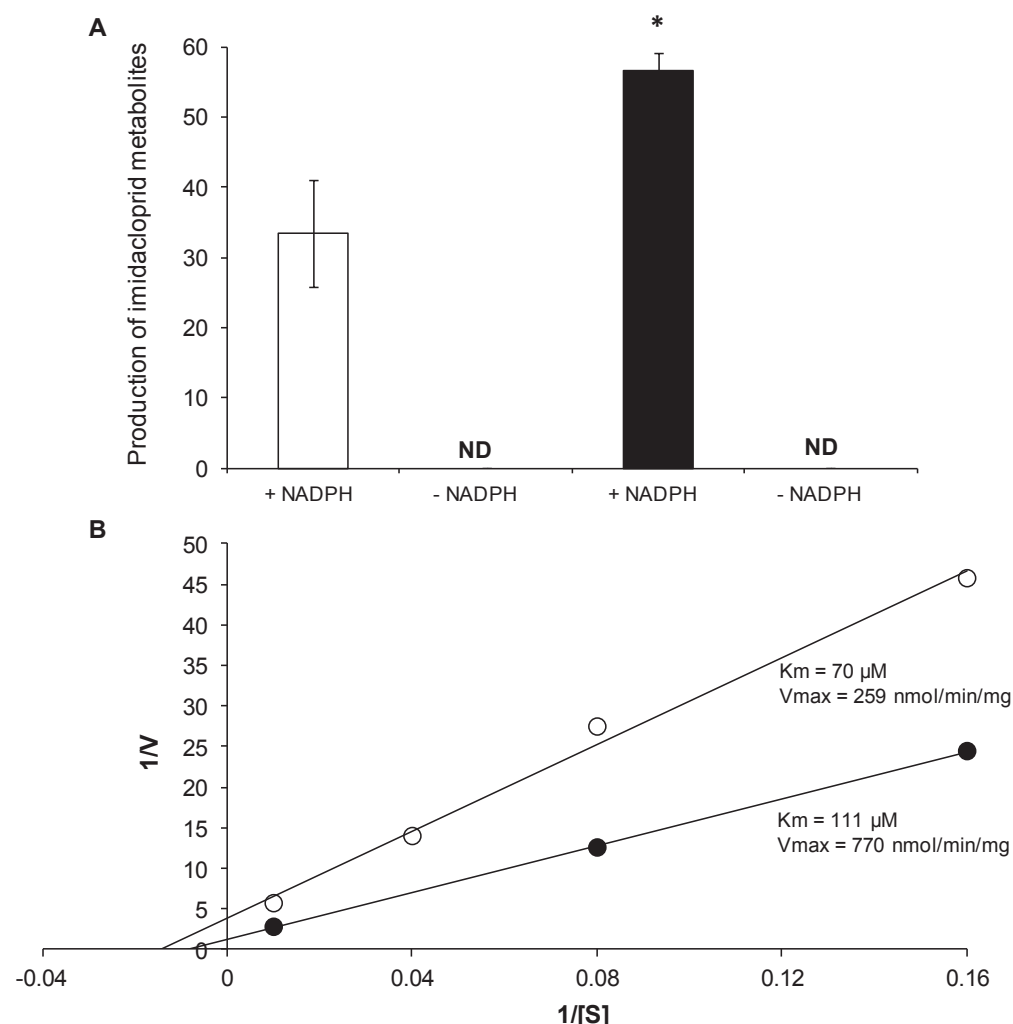 A
*
Production of imidacloprid metabolites
60
50
40
30
20
10
0
ND
ND
+ NADPH
- NADPH
+ NADPH
- NADPH
B
50
45
40
35
30
25
20
15
10
5
0
1/V
Km = 70 µM
Vmax = 259 nmol/min/mg
Km = 111 µM
Vmax = 770 nmol/min/mg
-0.04
0
0.04
0.08
0.12
0.16
1/[S]